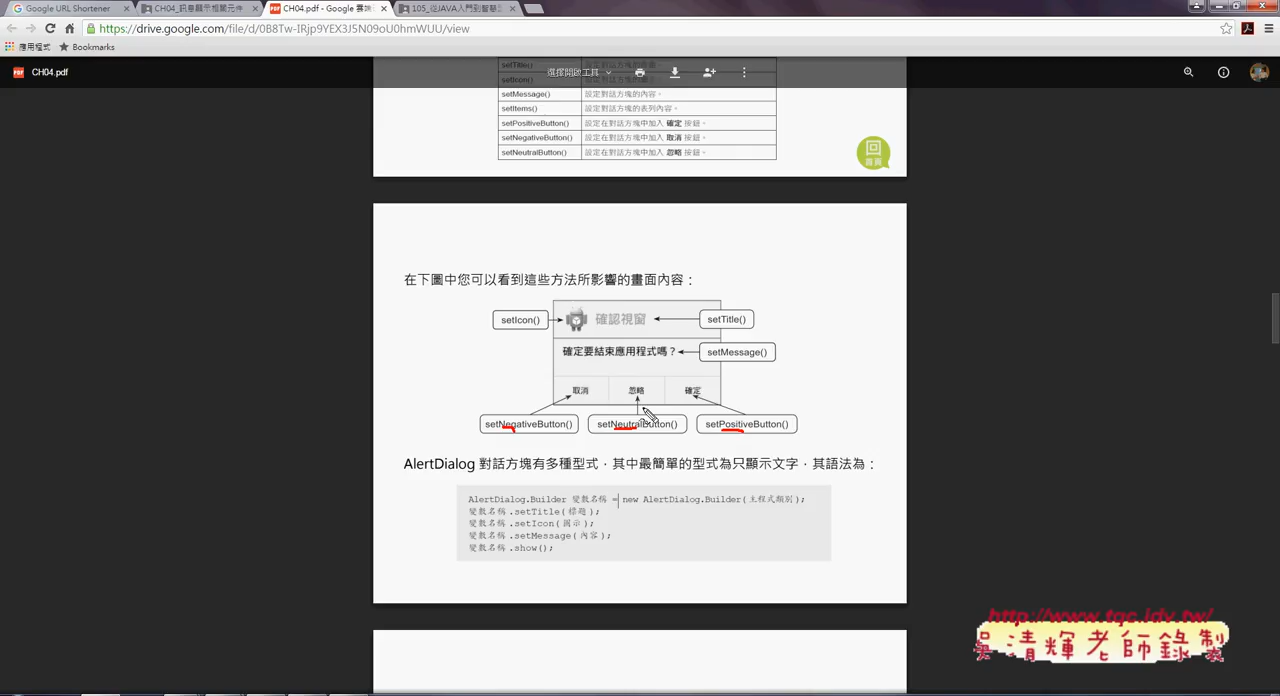 Google URL Shortener
CH04_訊息顯示相關元件
CH04.pdf - Google 雲端
105_從JAVA入門到智慧
https://drive.google.com/file/d/0B8Tw-IRjp9YEX3J5N09oU0hmWUU/view
應用程式
Bookmarks
CH04.pdf
選擇開啟工具
setTitle()
setIcon()
setMessage() 設定對話方塊的內容。
setItems() 設定對話方塊的表列內容。
setPositiveButton() 設定在對話方塊中加入 確定 按鈕。
setNegativeButton() 設定在對話方塊中加入 取消 按鈕。
setNeutralButton() 設定在對話方塊中加入 忽略 按鈕。
回
首頁
在下圖中您可以看到這些方法所影響的畫面內容：
setIcon() 確認視窗 setTitle()
確定要結束應用程式嗎？ setMessage()
取消 忽略 確定
setNegativeButton() setNeutralButton() setPositiveButton()
AlertDialog 對話方塊有多種型式，其中最簡單的型式為只顯示文字，其語法為：
AlertDialog.Builder 變數名稱 = new AlertDialog.Builder(主程式類別);
變數名稱.setTitle(標題);
變數名稱.setIcon(圖示);
變數名稱.setMessage(內容);
變數名稱.show();
http://www.tqc.idv.tw/
吳清輝老師錄製